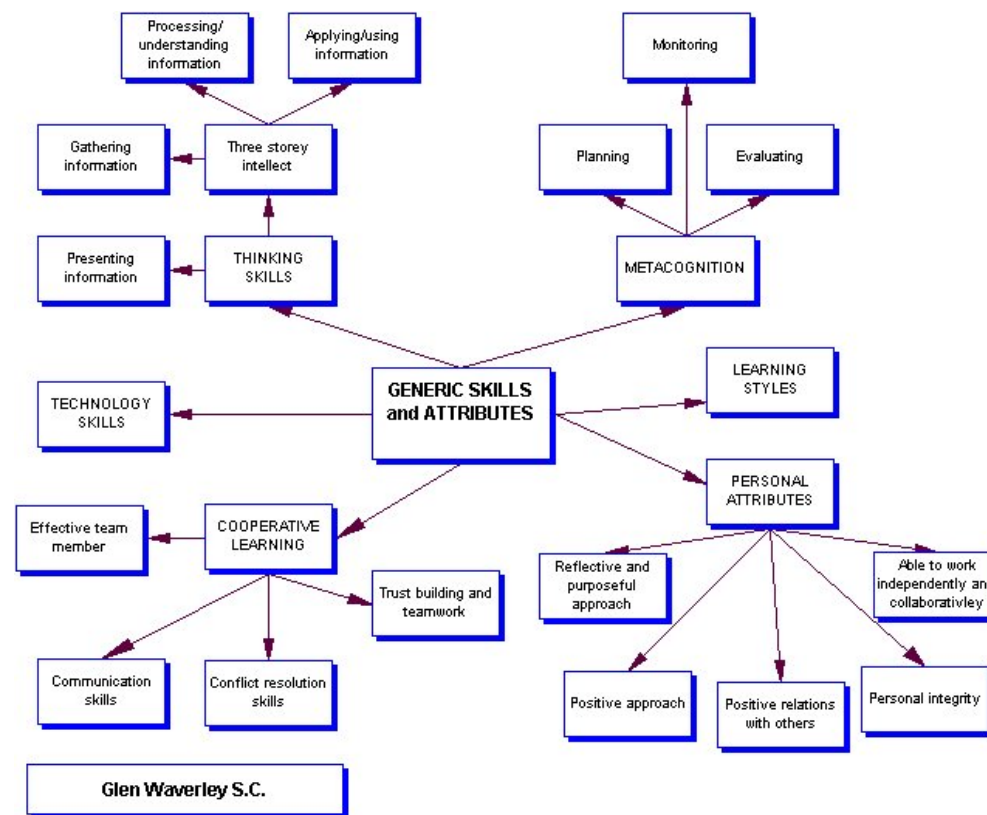 Processing/
understanding
information
Applying/using
information
Monitoring
Gathering
information
Three storey
intellect
Planning
Evaluating
Presenting
information
THINKING
SKILLS
METACOGNITION
GENERIC SKILLS
and ATTRIBUTES
LEARNING
STYLES
TECHNOLOGY
SKILLS
PERSONAL
ATTRIBUTES
Effective team
member
COOPERATIVE
LEARNING
Trust building and
teamwork
Reflective and
purposeful
approach
Able to work
independently an
collaborativley
Communication
skills
Conflict resolution
skills
Positive approach
Positive relations
with others
Personal integrity
Glen Waverley S.C.